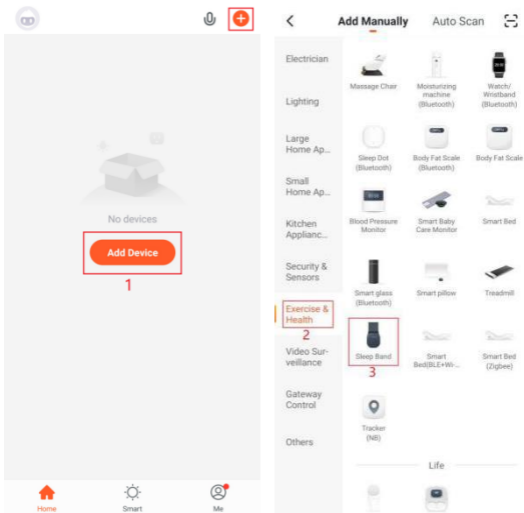 No devices
Add Device
1
Home
Smart
Me
Add Manually
Auto Scan
Electrician
Lighting
Large
Home Ap...
Small
Home Ap...
Kitchen
Applianc...
Security &
Sensors
Exercise &
Health
2
Video Sur-
veillance
Gateway
Control
Others
Massage Chair
Moisturizing
machine
(Bluetooth)
Watch/
Wristband
(Bluetooth)
Sleep Dot
(Bluetooth)
Body Fat Scale
(Bluetooth)
Body Fat Scale
Blood Pressure
Monitor
Smart Baby
Care Monitor
Smart Bed
Smart glass
(Bluetooth)
Smart pillow
Treadmill
Sleep Band
3
Smart
Bed(BLE+Wi-...
Smart Bed
(Zigbee)
Tracker
(NB)
Life